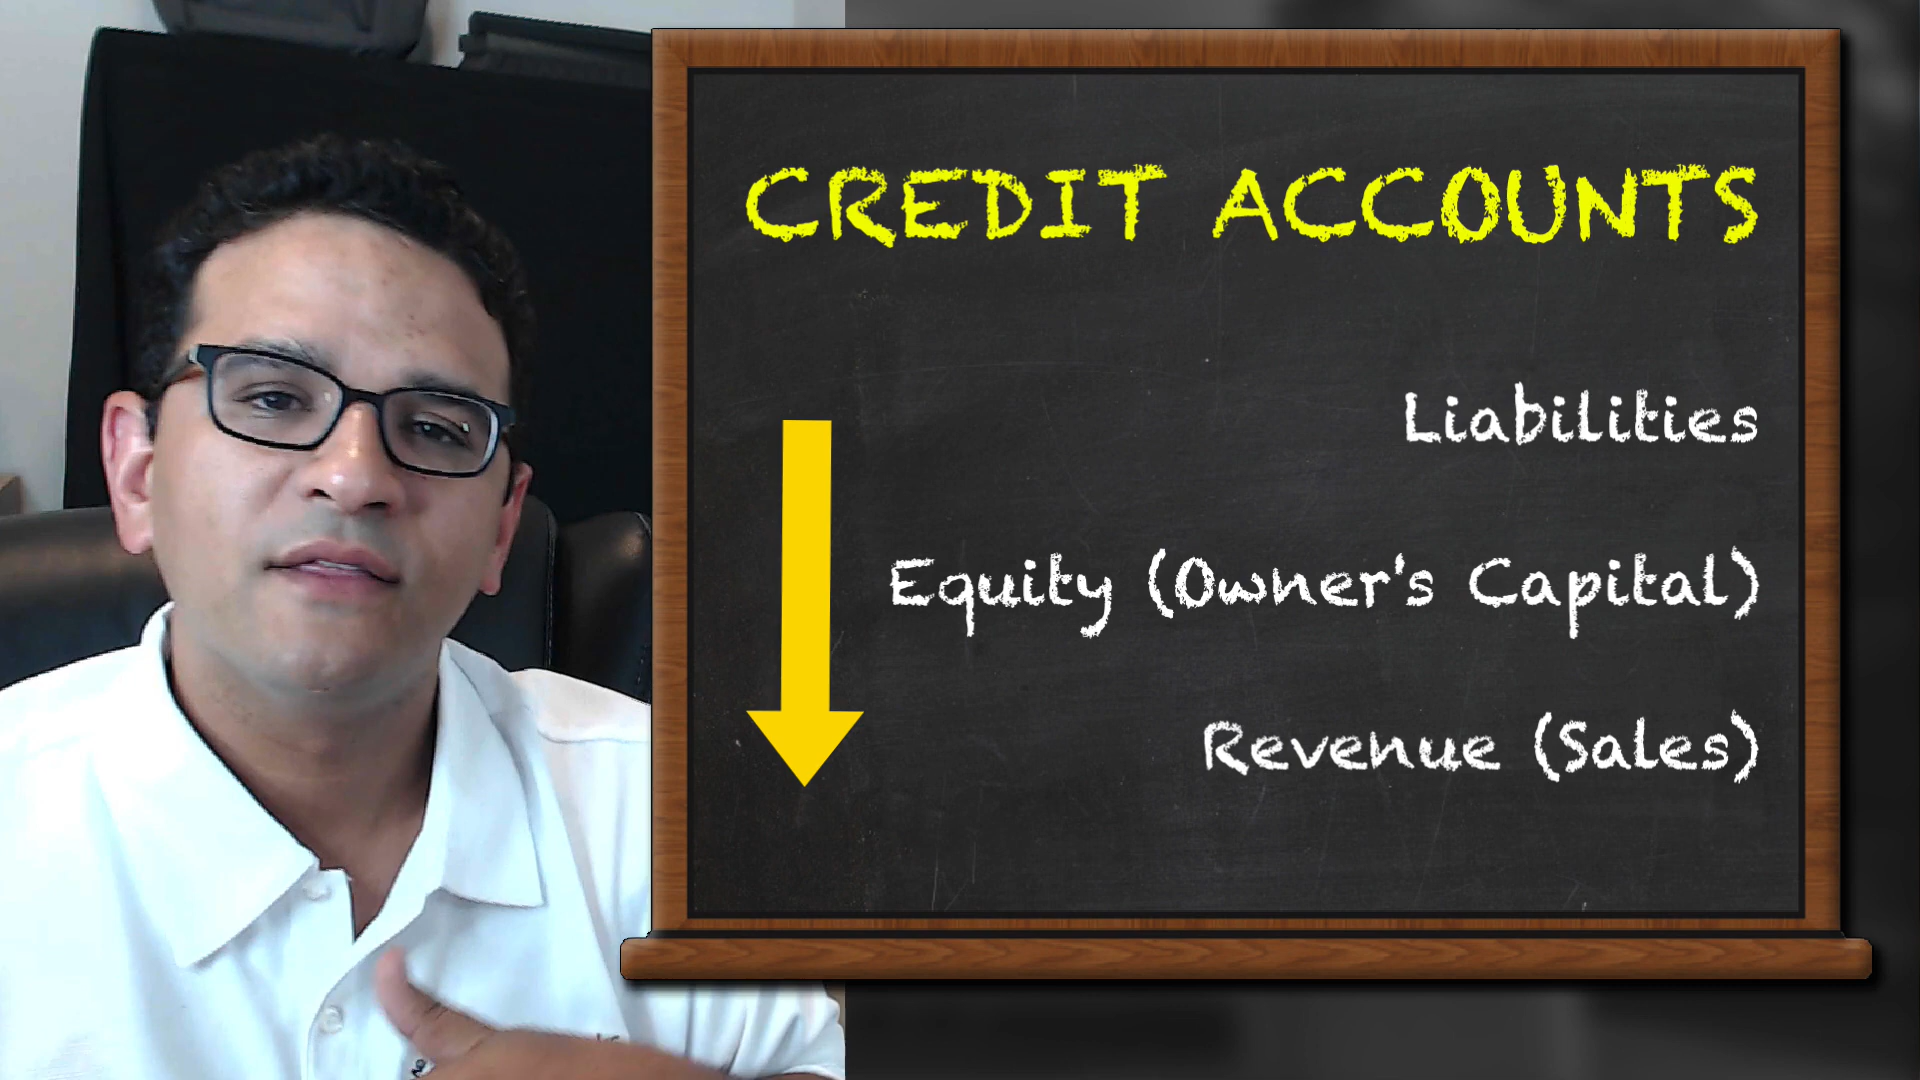 CREDIT ACCOUNTS
Liabilities
Equity (Owner's Capital)
Revenue (Sales)